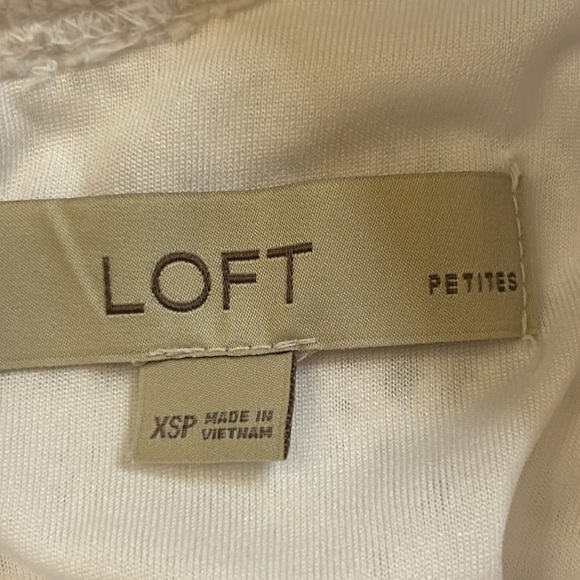 LOFT
PETITES
XSP MADE IN
VIETNAM